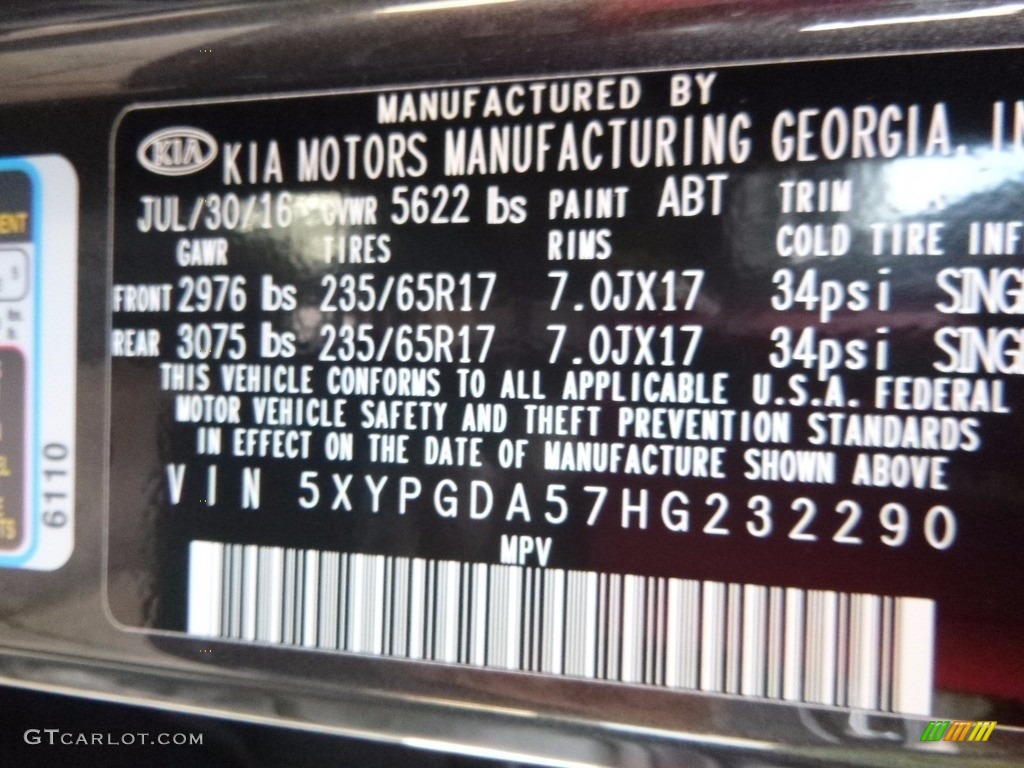 MANUFACTURED BY
KIA KIA MOTORS MANUFACTURING GEORGIA, IN
JUL/30/16 GVWR 5622 lbs PAINT ABT TRIM
GAWR TIRES RIMS COLD TIRE INF
FRONT 2976 lbs 235/65R17 7.0JX17 34psi SING
REAR 3075 lbs 235/65R17 7.0JX17 34psi SING
THIS VEHICLE CONFORMS TO ALL APPLICABLE U.S.A. FEDERAL
MOTOR VEHICLE SAFETY AND THEFT PREVENTION STANDARDS
IN EFFECT ON THE DATE OF MANUFACTURE SHOWN ABOVE
VIN 5XYPGDA57HG232290
MPV
6110
GTCARLOT.COM